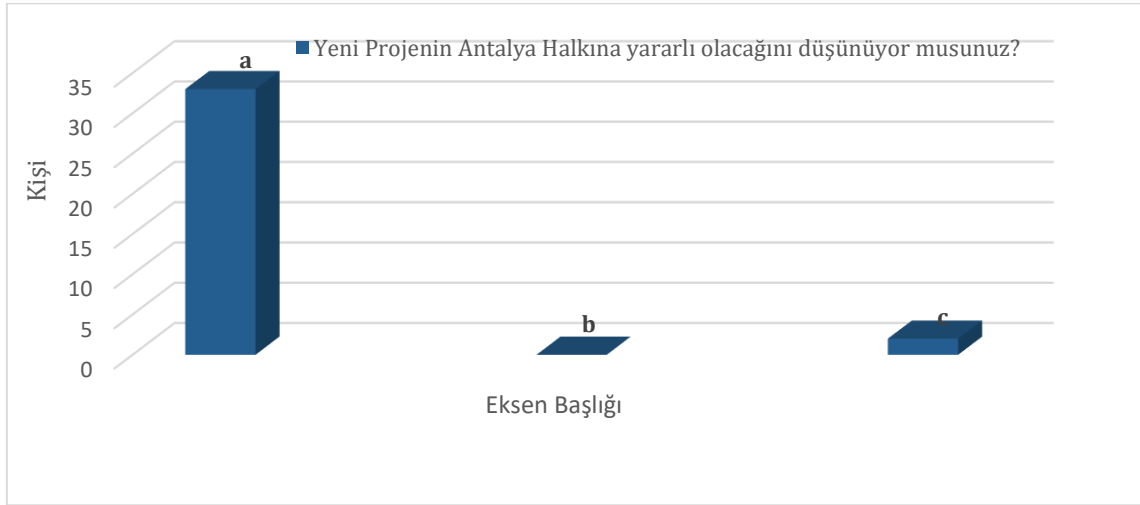 Yeni Projenin Antalya Halkına yararlı olacağını düşünüyor musunuz?
a
35
30
25
20
15
10
5
0
Kişi
b
c
Eksen Başlığı